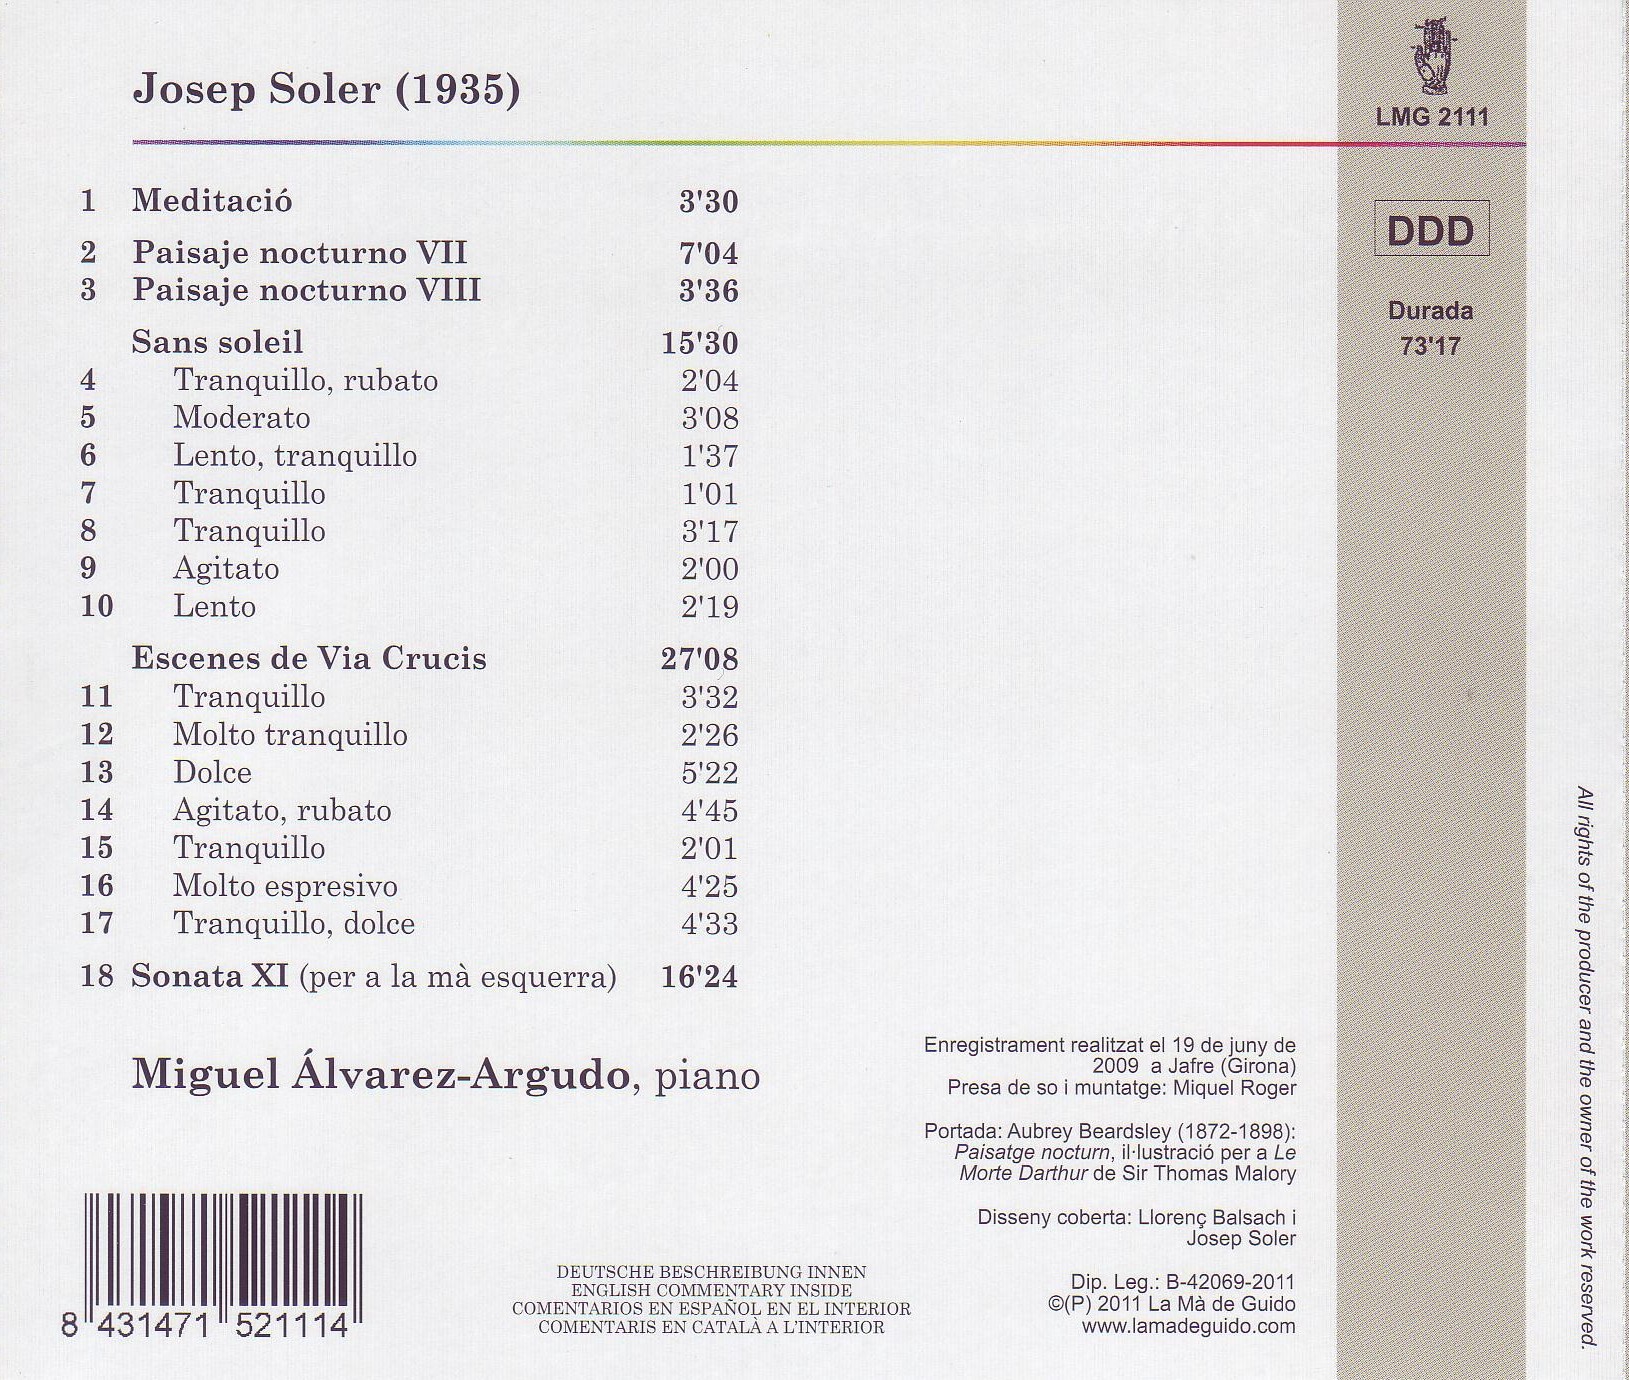 Josep Soler (1935)
LMG 2111
DDD
Durada
73'17
1 Meditació 3'30
2 Paisaje nocturno VII 7'04
3 Paisaje nocturno VIII 3'36
Sans soleil 15'30
4 Tranquillo, rubato 2'04
5 Moderato 3'08
6 Lento, tranquillo 1'37
7 Tranquillo 1'01
8 Tranquillo 3'17
9 Agitato 2'00
10 Lento 2'19
Escenes de Via Crucis 27'08
11 Tranquillo 3'32
12 Molto tranquillo 2'26
13 Dolce 5'22
14 Agitato, rubato 4'45
15 Tranquillo 2'01
16 Molto espresivo 4'25
17 Tranquillo, dolce 4'33
18 Sonata XI (per a la mà esquerra) 16'24
Miguel Álvarez-Argudo, piano
Enregistrament realitzat el 19 de juny de
2009 a Jafre (Girona)
Presa de so i muntatge: Miquel Roger
Portada: Aubrey Beardsley (1872-1898):
Paisatge nocturn, il·lustració per a Le
Morte Darthur de Sir Thomas Malory
Disseny coberta: Llorenç Balsach i
Josep Soler
Dip. Leg.: B-42069-2011
©(P) 2011 La Mà de Guido
www.lamadeguido.com
DEUTSCHE BESCHREIBUNG INNEN
ENGLISH COMMENTARY INSIDE
COMENTARIOS EN ESPAÑOL EN EL INTERIOR
COMENTARIS EN CATALÀ A L'INTERIOR
8 431471 521114
All rights of the producer and the owner of the work reserved.